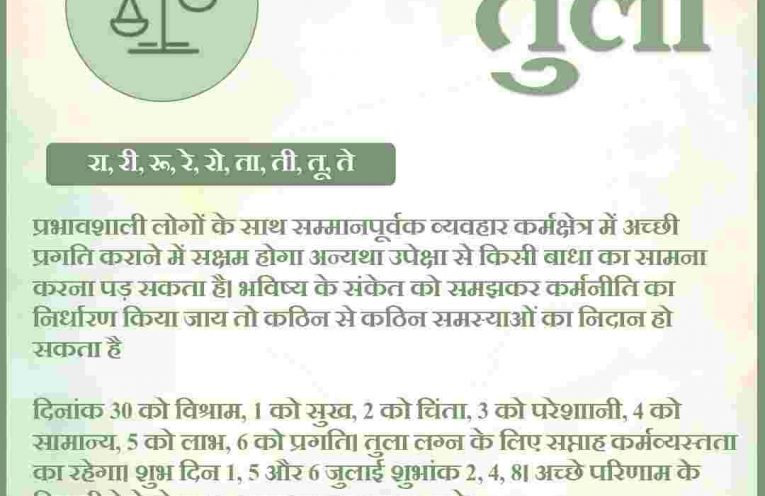 तुला
रा, री, रू, रे, रो, ता, ती, तू, ते
प्रभावशाली लोगों के साथ सम्मानपूर्वक व्यवहार कर्मक्षेत्र में अच्छी
प्रगति कराने में सक्षम होगा अन्यथा उपेक्षा से किसी बाधा का सामना
करना पड़ सकता है। भविष्य के संकेत को समझकर कर्मनीति का
निर्धारण किया जाय तो कठिन से कठिन समस्याओं का निदान हो
सकता है
दिनांक 30 को विश्राम, 1 को सुख, 2 को चिंता, 3 को परेशाानी, 4 को
सामान्य, 5 को लाभ, 6 को प्रगति। तुला लग्न के लिए सप्ताह कर्मव्यस्तता
का रहेगा। शुभ दिन 1, 5 और 6 जुलाई शुभांक 2, 4, 8। अच्छे परिणाम के